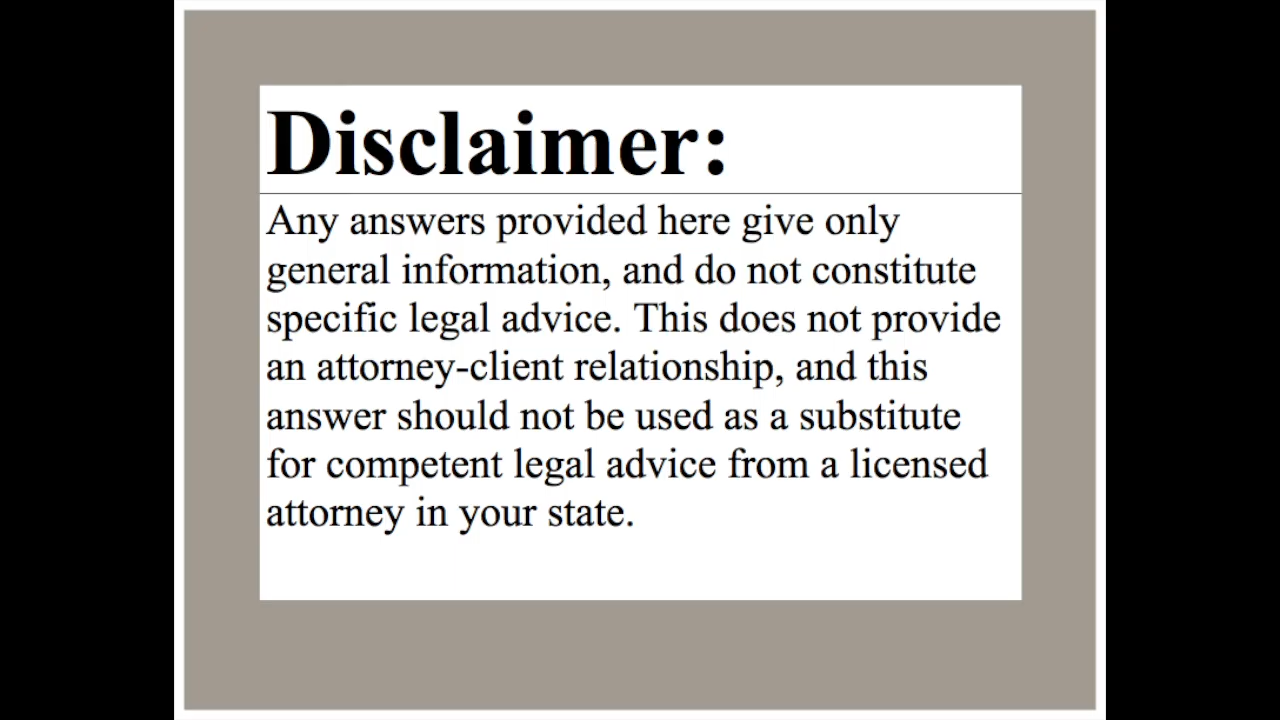 Disclaimer:
Any answers provided here give only
general information, and do not constitute
specific legal advice. This does not provide
an attorney-client relationship, and this
answer should not be used as a substitute
for competent legal advice from a licensed
attorney in your state.